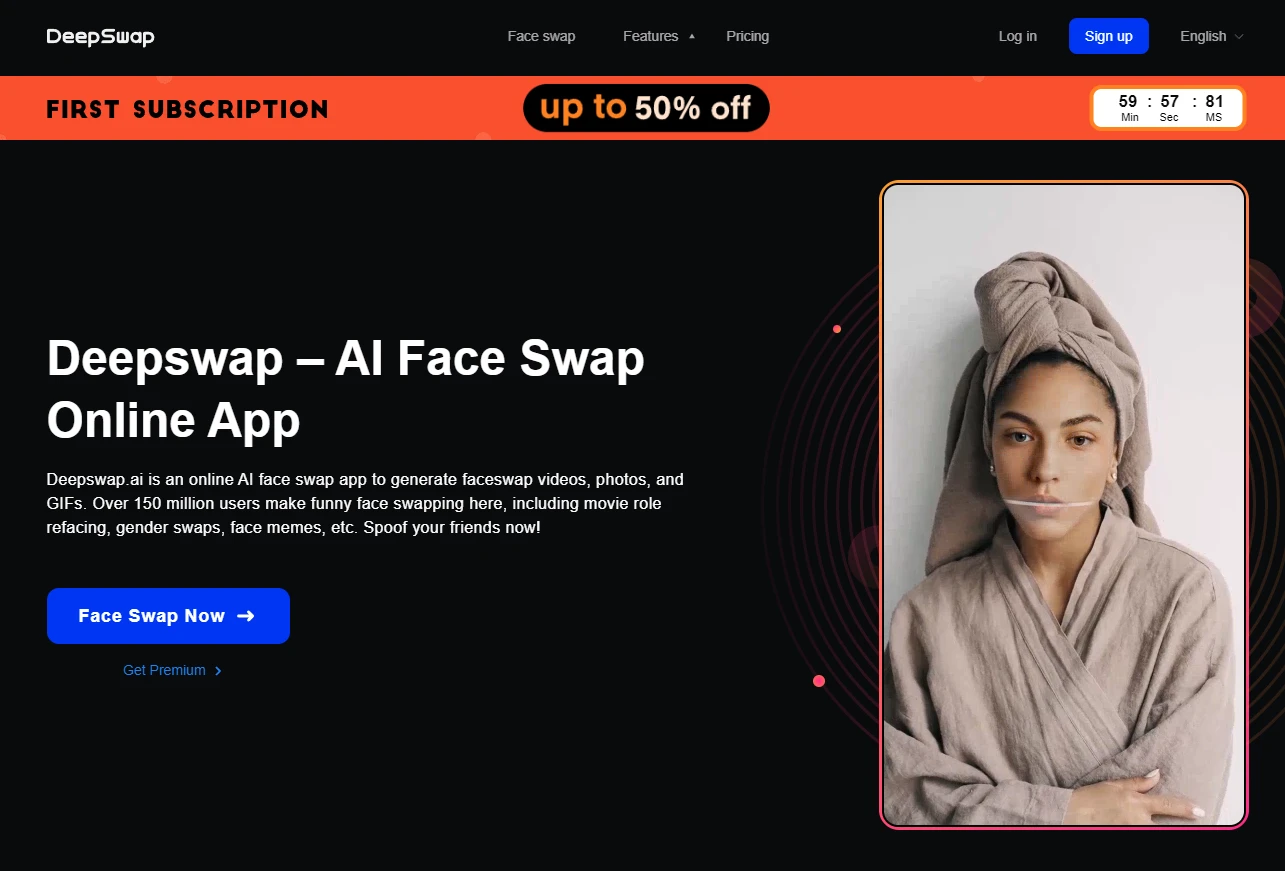 DeepSwap
Face swap
Features
Pricing
Log in
Sign up
English
FIRST SUBSCRIPTION
up to 50% off
59 : 57 : 81
Min Sec MS
Deepswap – AI Face Swap
Online App
Deepswap.ai is an online AI face swap app to generate faceswap videos, photos, and
GIFs. Over 150 million users make funny face swapping here, including movie role
refacing, gender swaps, face memes, etc. Spoof your friends now!
Face Swap Now →
Get Premium